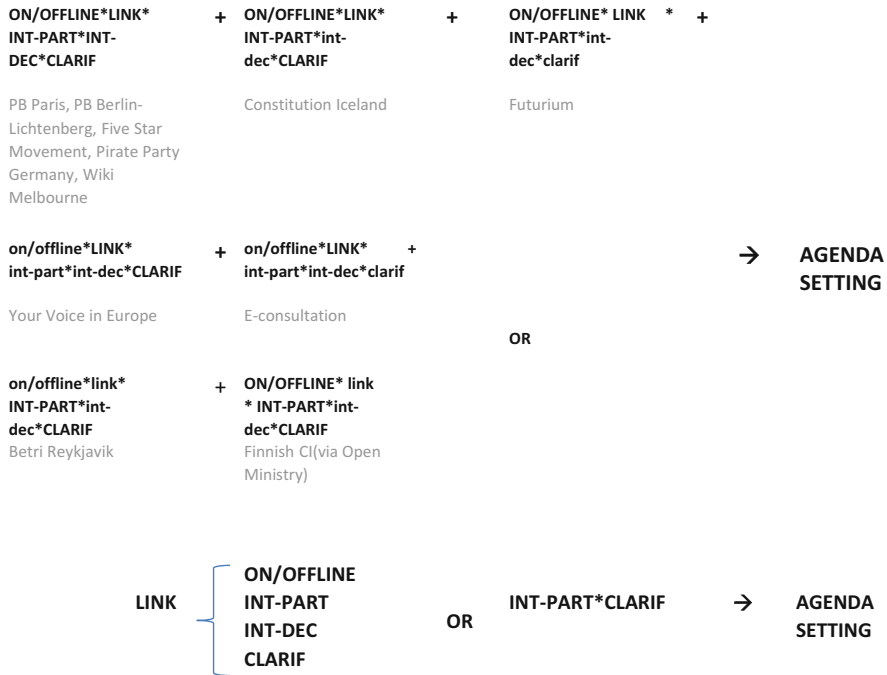 ON/OFFLINE*LINK*
INT-PART*INT-
DEC*CLARIF
PB Paris, PB Berlin-
Lichtenberg, Five Star
Movement, Pirate Party
Germany, Wiki
Melbourne
+
ON/OFFLINE*LINK*
INT-PART*int-
dec*CLARIF
Constitution Iceland
+
ON/OFFLINE* LINK *
INT-PART*int-
dec*clarif
Futurium
+
on/offline*LINK*
int-part*int-dec*CLARIF
Your Voice in Europe
+
on/offline*LINK*
int-part*int-dec*clarif
E-consultation
+
OR
→
AGENDA
SETTING
on/offline*link*
INT-PART*int-
dec*CLARIF
Betri Reykjavik
+
ON/OFFLINE* link
* INT-PART*int-
dec*CLARIF
Finnish CI(via Open
Ministry)
LINK
ON/OFFLINE
INT-PART
INT-DEC
CLARIF
OR
INT-PART*CLARIF
→
AGENDA
SETTING